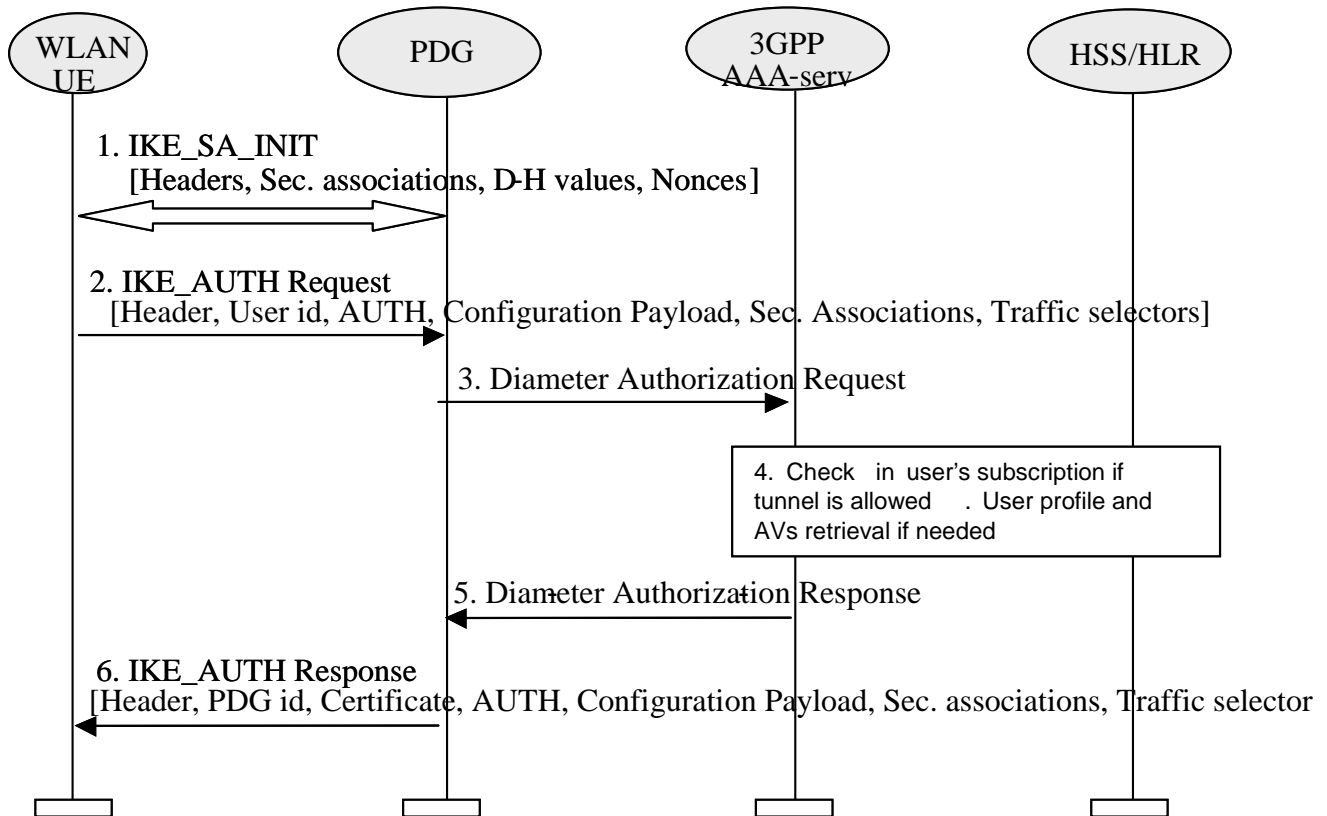 WLAN
UE
PDG
3GPP
AAA-serv
HSS/HLR
1. IKE_SA_INIT
[Headers, Sec. associations, D-H values, Nonces]
2. IKE_AUTH Request
[Header, User id, AUTH, Configuration Payload, Sec. Associations, Traffic selectors]
3. Diameter Authorization Request
4. Check in user's subscription if
tunnel is allowed . User profile and
AVs retrieval if needed
5. Diameter Authorization Response
6. IKE_AUTH Response
[Header, PDG id, Certificate, AUTH, Configuration Payload, Sec. associations, Traffic selector